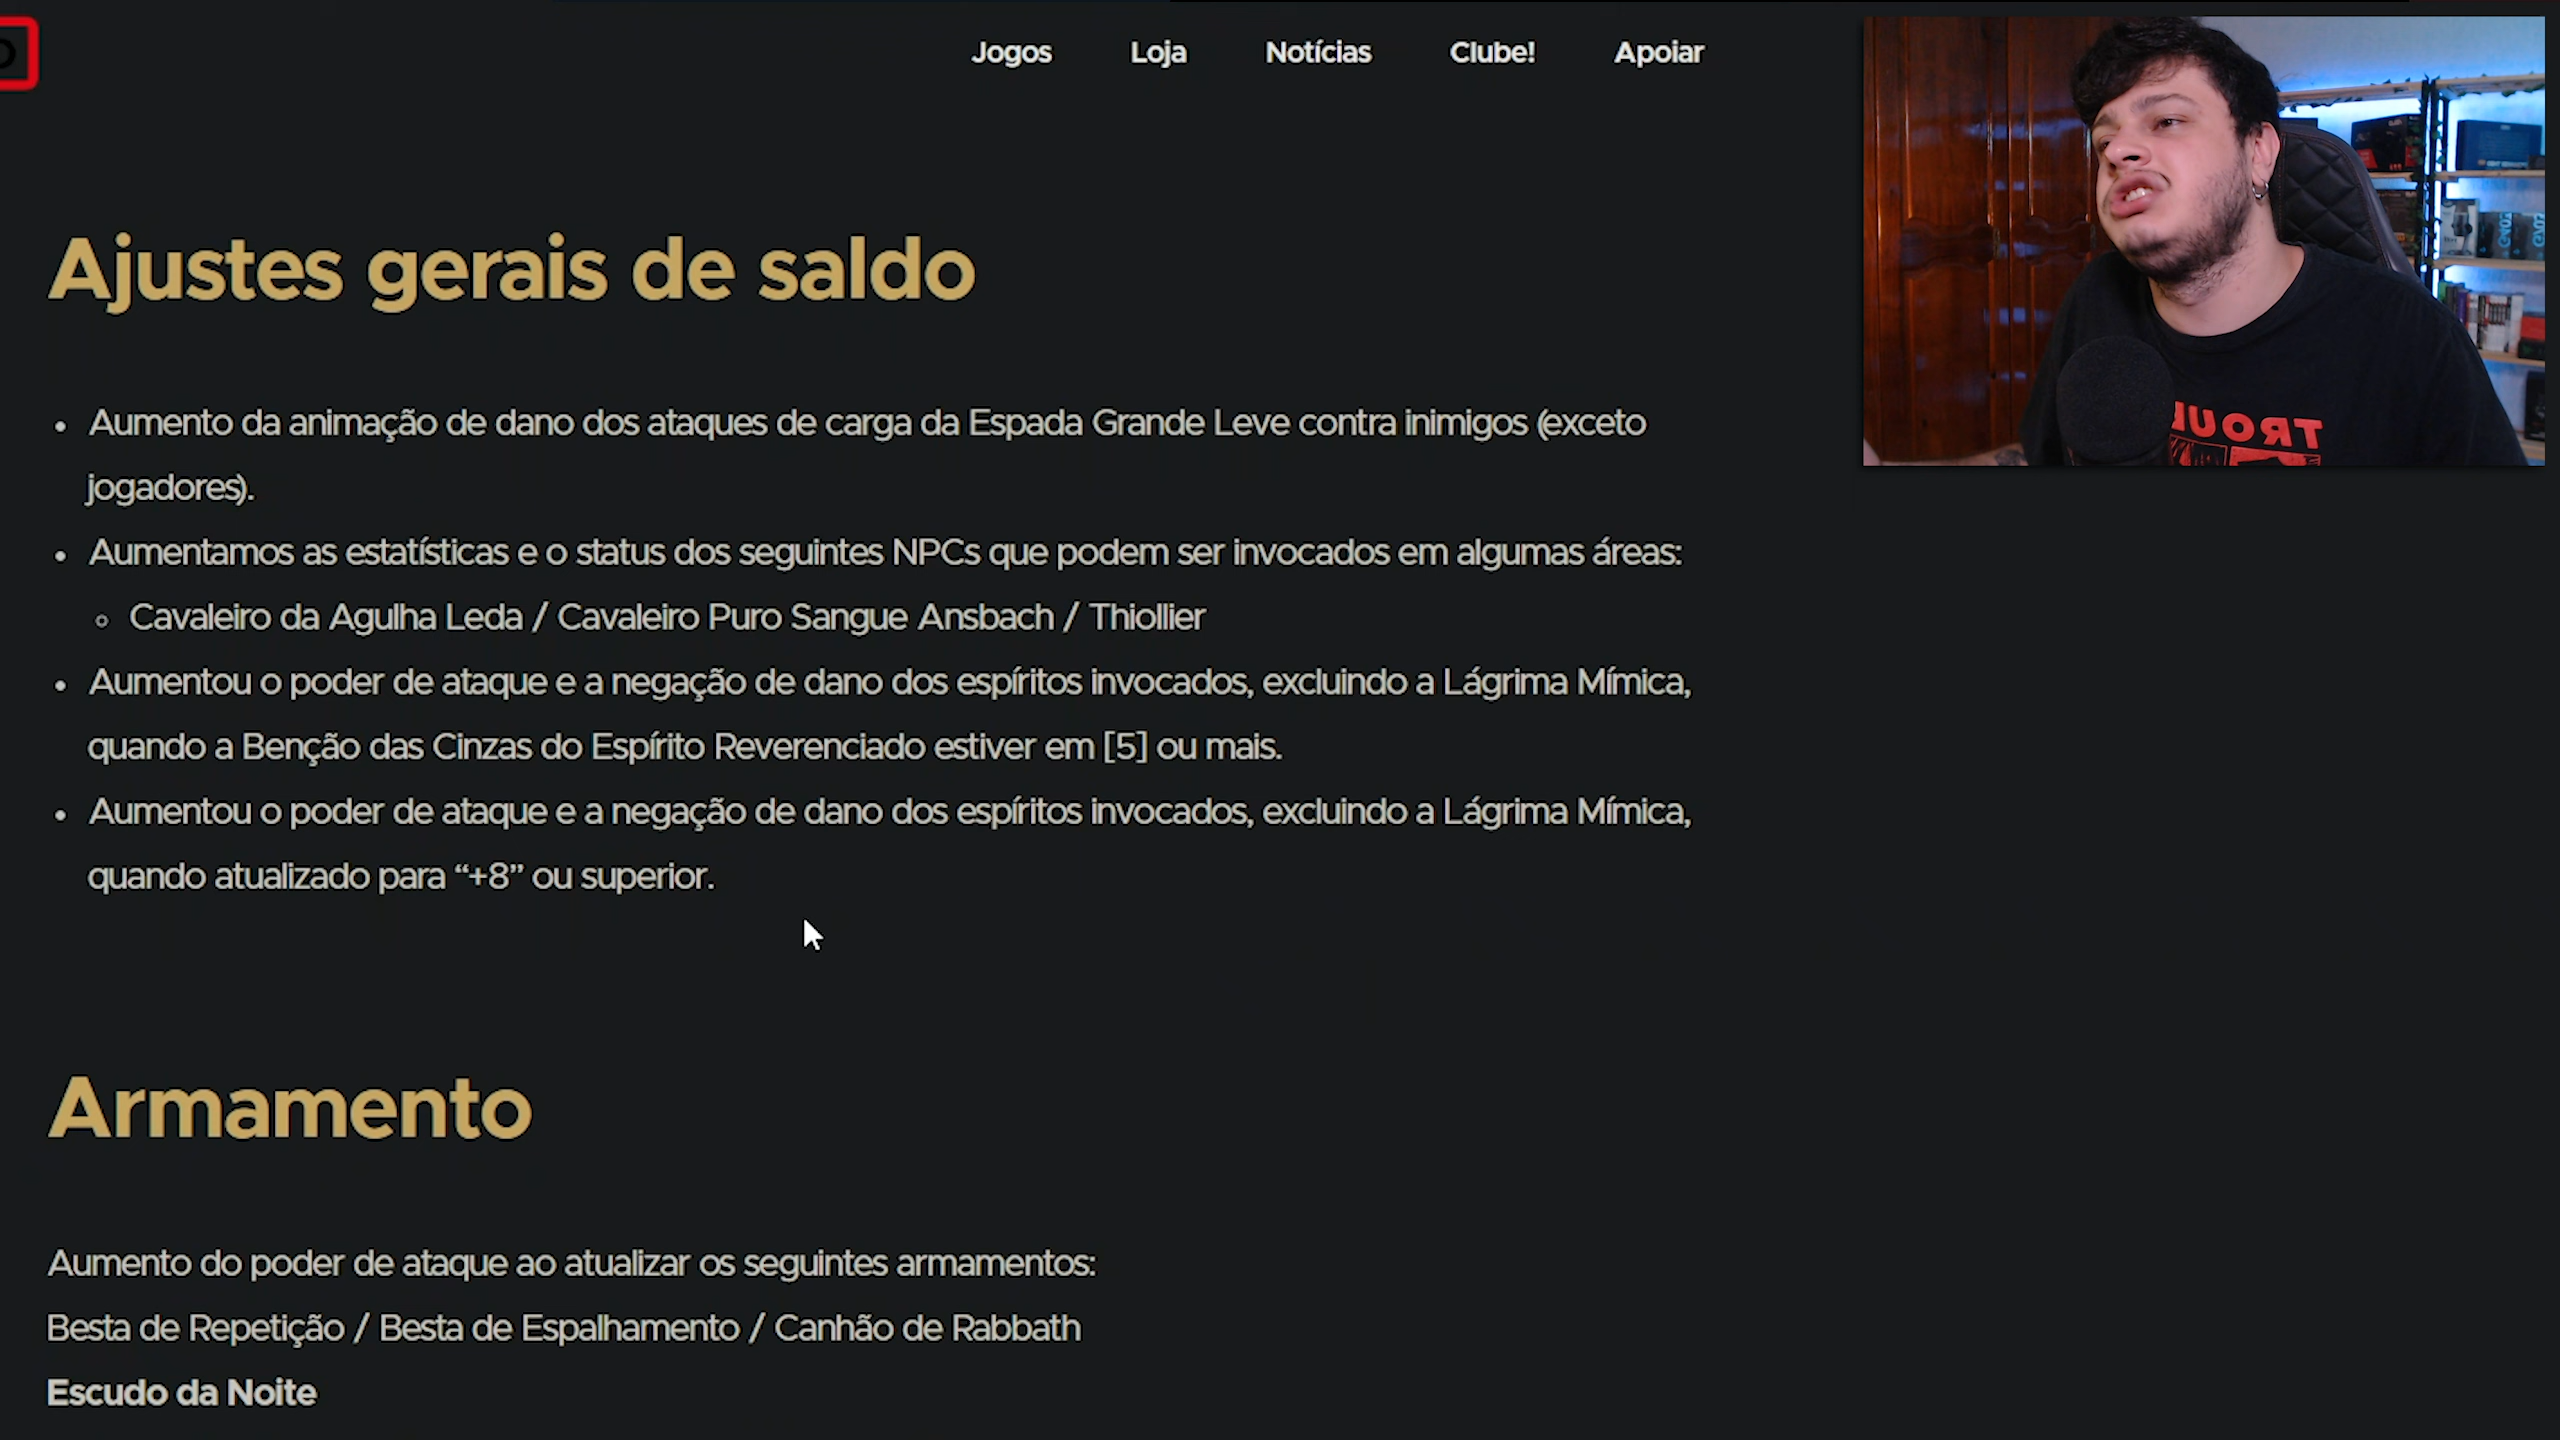 Jogos Loja Notícias Clube! Apoiar
Ajustes gerais de saldo
• Aumento da animação de dano dos ataques de carga da Espada Grande Leve contra inimigos (exceto
jogadores).
• Aumentamos as estatísticas e o status dos seguintes NPCs que podem ser invocados em algumas áreas:
◦ Cavaleiro da Agulha Leda / Cavaleiro Puro Sangue Ansbach / Thiollier
• Aumentou o poder de ataque e a negação de dano dos espíritos invocados, excluindo a Lágrima Mímica,
quando a Benção das Cinzas do Espírito Reverenciado estiver em [5] ou mais.
• Aumentou o poder de ataque e a negação de dano dos espíritos invocados, excluindo a Lágrima Mímica,
quando atualizado para “+8” ou superior.
Armamento
Aumento do poder de ataque ao atualizar os seguintes armamentos:
Besta de Repetição / Besta de Espalhamento / Canhão de Rabbath
Escudo da Noite